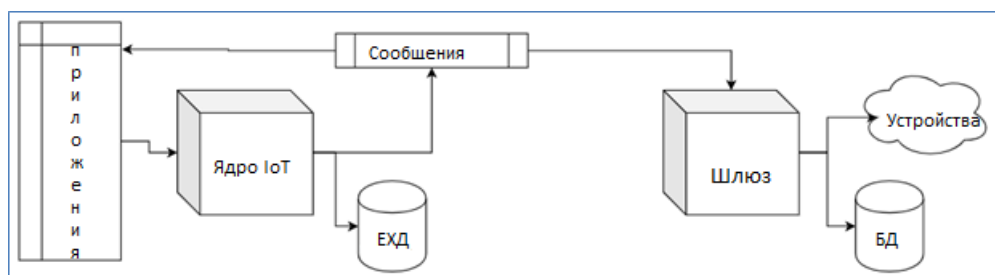 приложения
Сообщения
Ядро IoT
ЕХД
Шлюз
Устройства
БД